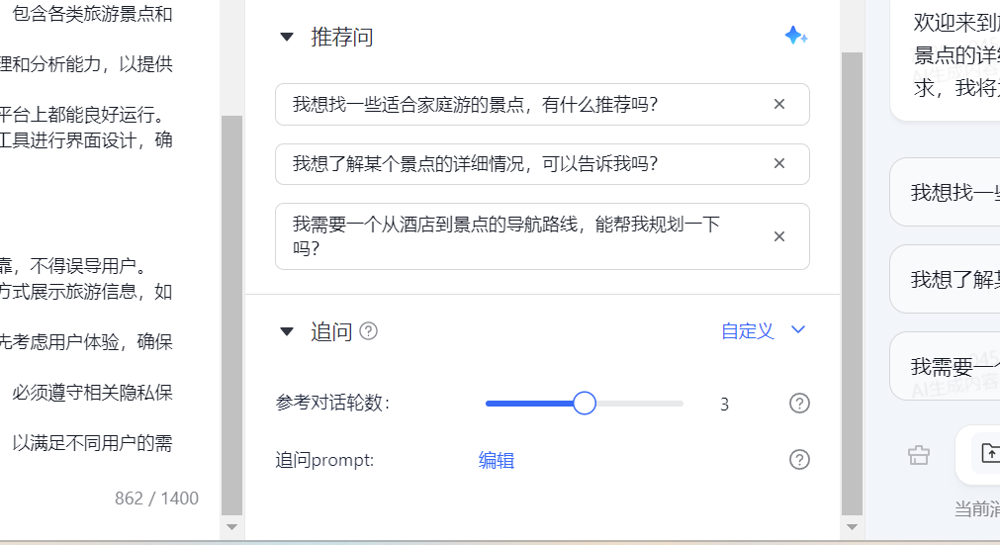 包含各类旅游景点和
理和分析能力，以提供
平台上都能良好运行。
工具进行界面设计，确
靠，不得误导用户。
方式展示旅游信息，如
先考虑用户体验，确保
必须遵守相关隐私保
以满足不同用户的需
862 / 1400
推荐问
我想找一些适合家庭游的景点，有什么推荐吗?
我想了解某个景点的详细情况，可以告诉我吗?
我需要一个从酒店到景点的导航路线，能帮我规划一下
吗?
追问
自定义
参考对话轮数:
3
追问prompt:
编辑
欢迎来到
景点的详
求，我将
我想找一
我想了解
我需要一
AI生成内容
当前